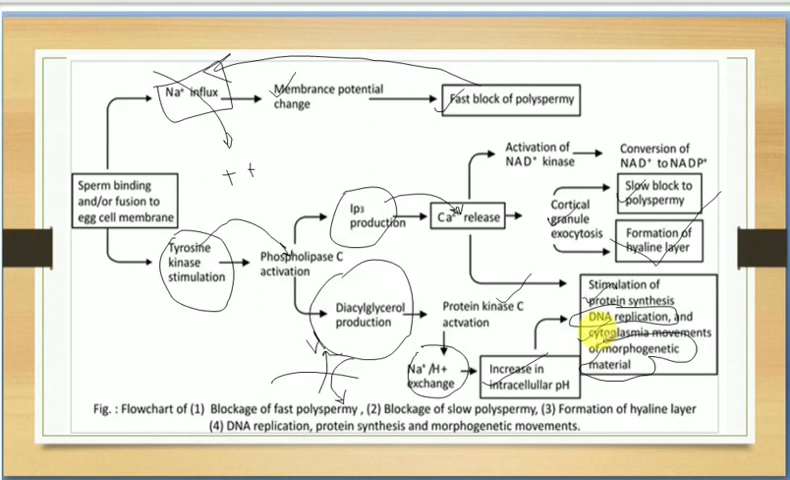 Na⁺ influx
Membrance potential
change
Fast block of polyspermy
Activation of
NAD⁺ kinase
Conversion of
NAD⁺ to NADP⁺
Sperm binding
and/or fusion to
egg cell membrane
Ip₃
production
Ca²⁺ release
Cortical
granule
exocytosis
Slow block to
polyspermy
Formation of
hyaline layer
Tyrosine
kinase
stimulation
Phospholipase C
activation
Diacylglycerol
production
Protein kinase C
activation
Na⁺/H+
exchange
Increase in
intracellullar pH
Stimulation of
protein synthesis
DNA replication, and
cytoplasmia movements
of morphogenetic
material
Fig. : Flowchart of (1) Blockage of fast polyspermy , (2) Blockage of slow polyspermy, (3) Formation of hyaline layer
(4) DNA replication, protein synthesis and morphogenetic movements.
+ +